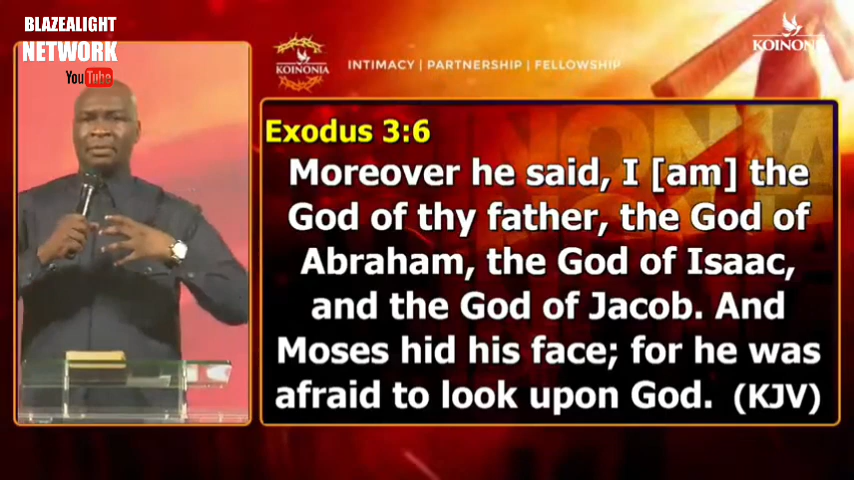 BLAZEALIGHT
NETWORK
YouTube
KOINONIA
INTIMACY | PARTNERSHIP | FELLOWSHIP
Exodus 3:6
Moreover he said, I [am] the
God of thy father, the God of
Abraham, the God of Isaac,
and the God of Jacob. And
Moses hid his face; for he was
afraid to look upon God. (KJV)